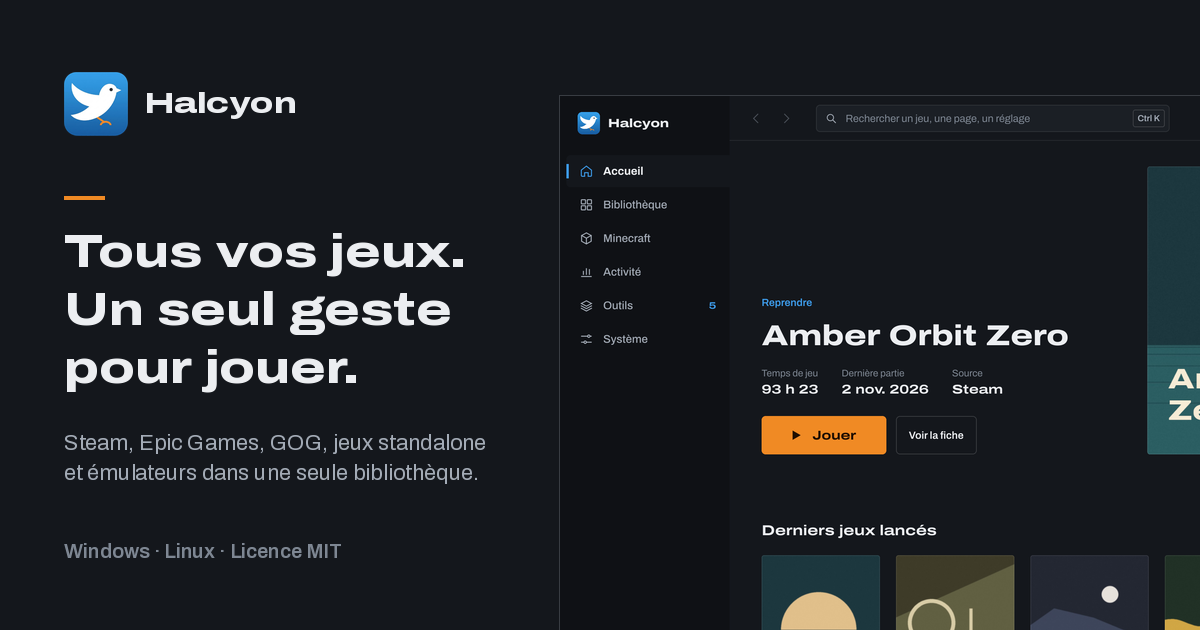 Halcyon
Tous vos jeux.
Un seul geste
pour jouer.
Steam, Epic Games, GOG, jeux standalone
et émulateurs dans une seule bibliothèque.
Windows · Linux · Licence MIT
Halcyon
Rechercher un jeu, une page, un réglage
Ctrl K
Accueil
Bibliothèque
Minecraft
Activité
Outils 5
Système
Reprendre
Amber Orbit Zero
Temps de jeu Dernière partie Source
93 h 23 2 nov. 2026 Steam
Jouer Voir la fiche
Derniers jeux lancés